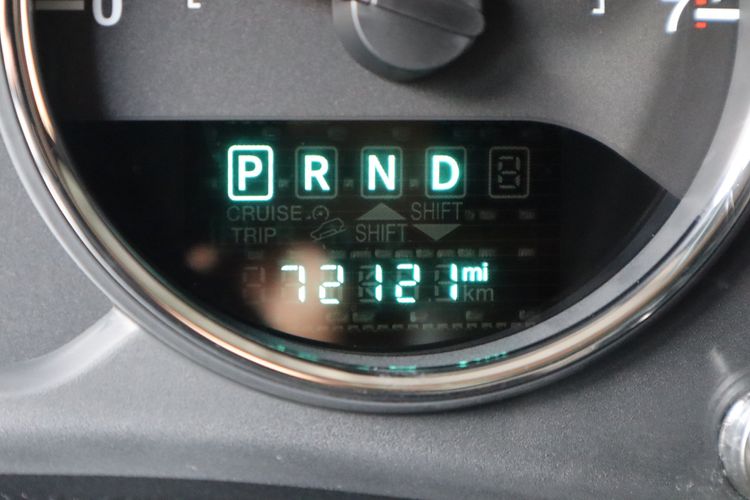 0 7
P R N D
CRUISE SHIFT
TRIP SHIFT
72121 mi
km